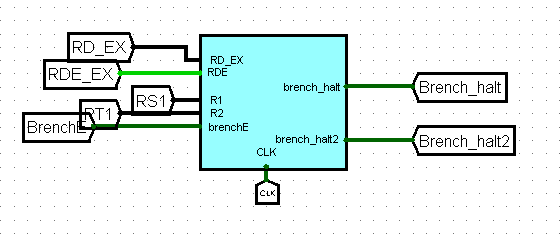 RD_EX
RDE_EX
RS1
RT1
BrenchE
RD_EX
RDE
R1
R2
brenchE
brench_halt
brench_halt2
CLK
CLK
Brench_halt
Brench_halt2